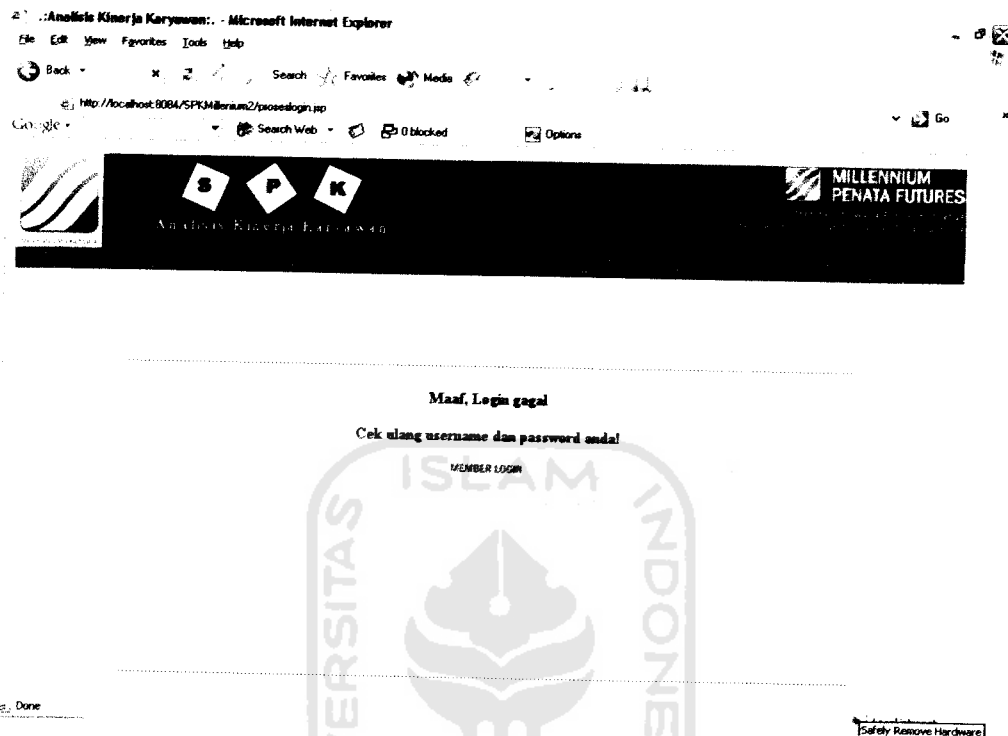 .:Analisis Kinerja Karyawan:. - Microsoft Internet Explorer
File Edit View Favorites Tools Help
Back Search Favorites Media
http://localhost:8084/SPKMillenium2/proseslogin.jsp
Go
Google Search Web 0 blocked Options
S P K
Analisis Kinerja Karyawan
MILLENNIUM
PENATA FUTURES
Maaf, Login gagal
Cek ulang username dan password anda!
MEMBER LOGIN
ISLAM
ERSITAS
INDONE
Done
Safely Remove Hardware